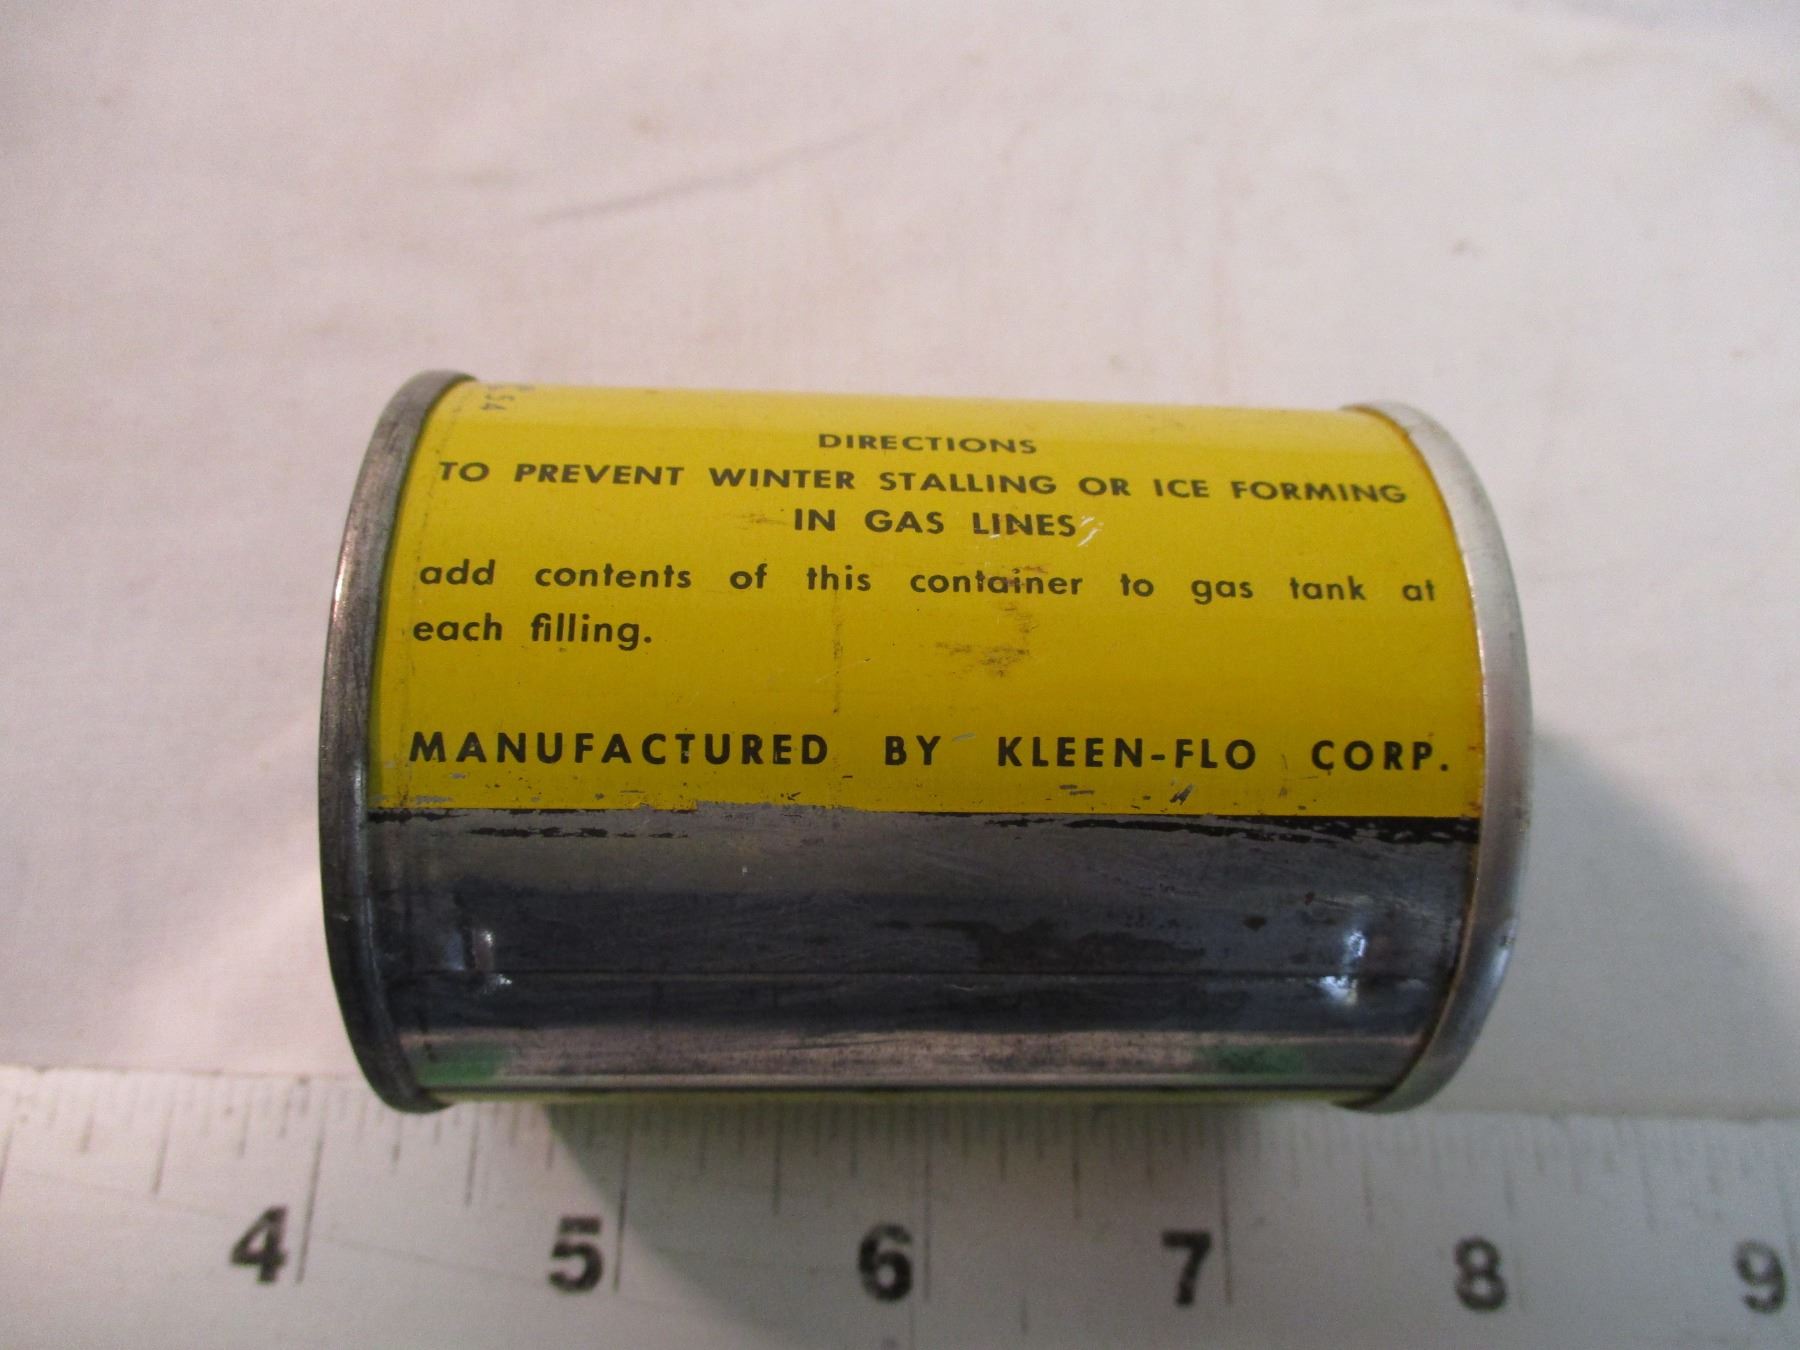 54
DIRECTIONS
TO PREVENT WINTER STALLING OR ICE FORMING
IN GAS LINES
add contents of this container to gas tank at
each filling.
MANUFACTURED BY KLEEN-FLO CORP.
4 5 6 7 8 9